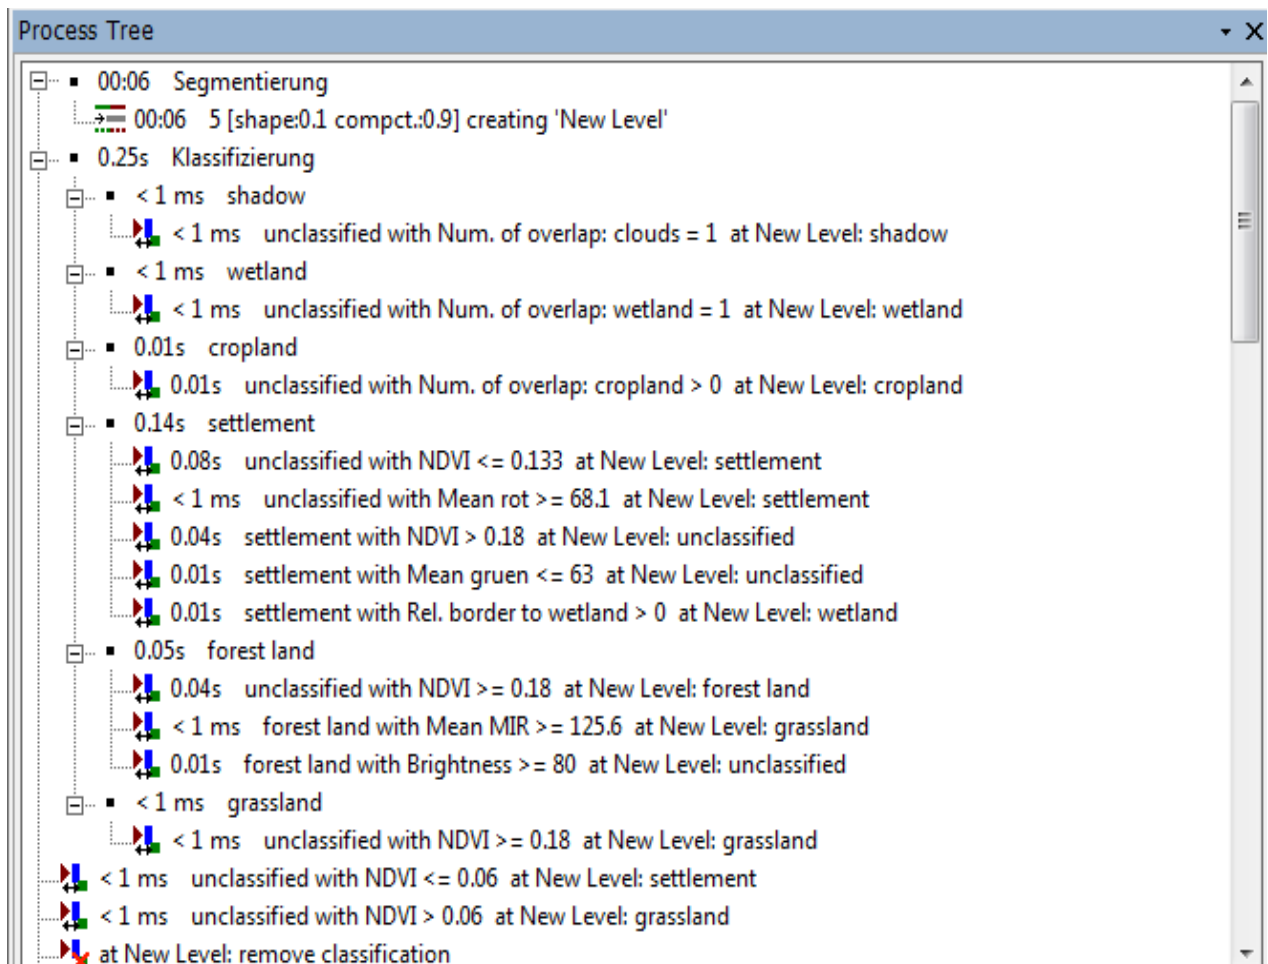 Process Tree
00:06 Segmentierung
00:06 5 [shape:0.1 compct.:0.9] creating 'New Level'
0.25s Klassifizierung
< 1 ms shadow
< 1 ms unclassified with Num. of overlap: clouds = 1 at New Level: shadow
< 1 ms wetland
< 1 ms unclassified with Num. of overlap: wetland = 1 at New Level: wetland
0.01s cropland
0.01s unclassified with Num. of overlap: cropland > 0 at New Level: cropland
0.14s settlement
0.08s unclassified with NDVI <= 0.133 at New Level: settlement
< 1 ms unclassified with Mean rot >= 68.1 at New Level: settlement
0.04s settlement with NDVI > 0.18 at New Level: unclassified
0.01s settlement with Mean gruen <= 63 at New Level: unclassified
0.01s settlement with Rel. border to wetland > 0 at New Level: wetland
0.05s forest land
0.04s unclassified with NDVI >= 0.18 at New Level: forest land
< 1 ms forest land with Mean MIR >= 125.6 at New Level: grassland
0.01s forest land with Brightness >= 80 at New Level: unclassified
< 1 ms grassland
< 1 ms unclassified with NDVI >= 0.18 at New Level: grassland
< 1 ms unclassified with NDVI <= 0.06 at New Level: settlement
< 1 ms unclassified with NDVI > 0.06 at New Level: grassland
at New Level: remove classification